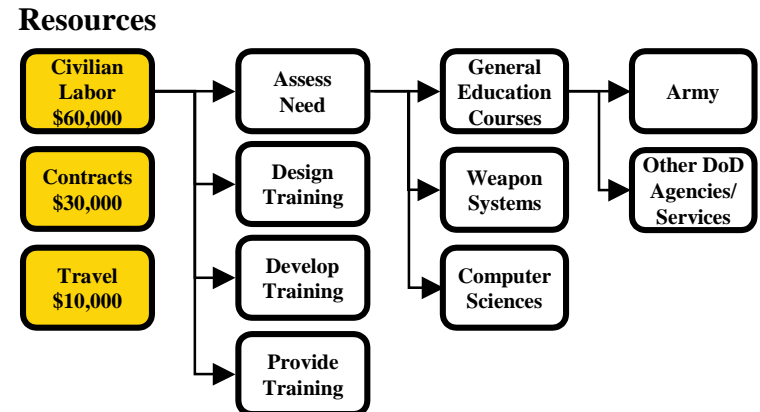 Resources
Civilian
Labor
$60,000
Contracts
$30,000
Travel
$10,000
Assess
Need
Design
Training
Develop
Training
Provide
Training
General
Education
Courses
Weapon
Systems
Computer
Sciences
Army
Other DoD
Agencies/
Services